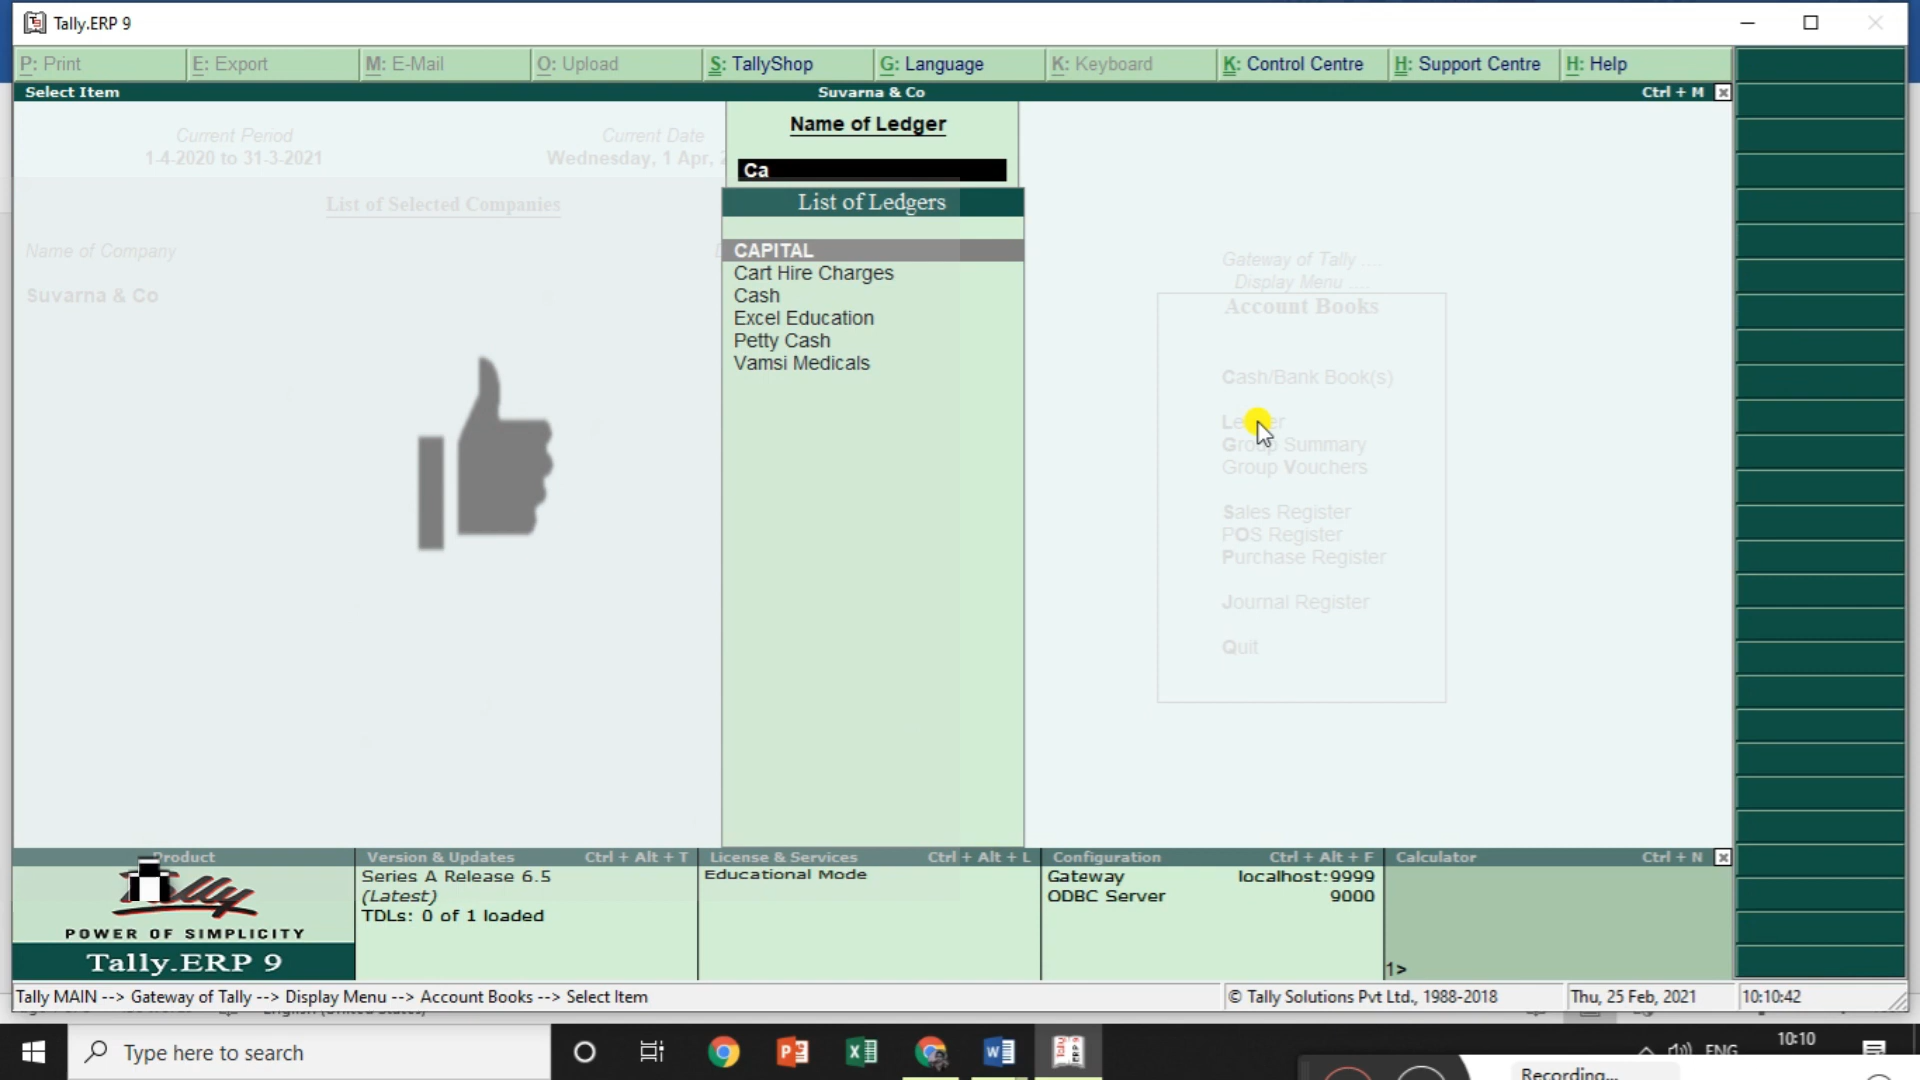 Tally.ERP 9
P: Print
E: Export
M: E-Mail
O: Upload
S: TallyShop
G: Language
K: Keyboard
K: Control Centre
H: Support Centre
H: Help
Select Item
Suvarna & Co
Ctrl + M
Current Period
1-4-2020 to 31-3-2021
Current Date
Wednesday, 1 Apr, 2
List of Selected Companies
Name of Company
Suvarna & Co
Name of Ledger
Ca
List of Ledgers
CAPITAL
Cart Hire Charges
Cash
Excel Education
Petty Cash
Vamsi Medicals
Gateway of Tally ....
Display Menu ....
Account Books
Cash/Bank Book(s)
Group Summary
Group Vouchers
Sales Register
POS Register
Purchase Register
Journal Register
Quit
Product
Tally
POWER OF SIMPLICITY
Tally.ERP 9
Version & Updates
Ctrl + Alt + T
Series A Release 6.5
(Latest)
TDLs: 0 of 1 loaded
License & Services
Ctrl + Alt + L
Educational Mode
Configuration
Ctrl + Alt + F
Gateway
localhost:9999
ODBC Server
9000
Calculator
Ctrl + N
1>
Tally MAIN --> Gateway of Tally --> Display Menu --> Account Books --> Select Item
© Tally Solutions Pvt Ltd., 1988-2018
Thu, 25 Feb, 2021
10:10:42
English (United States)
Type here to search
ENG
10:10
Recording...